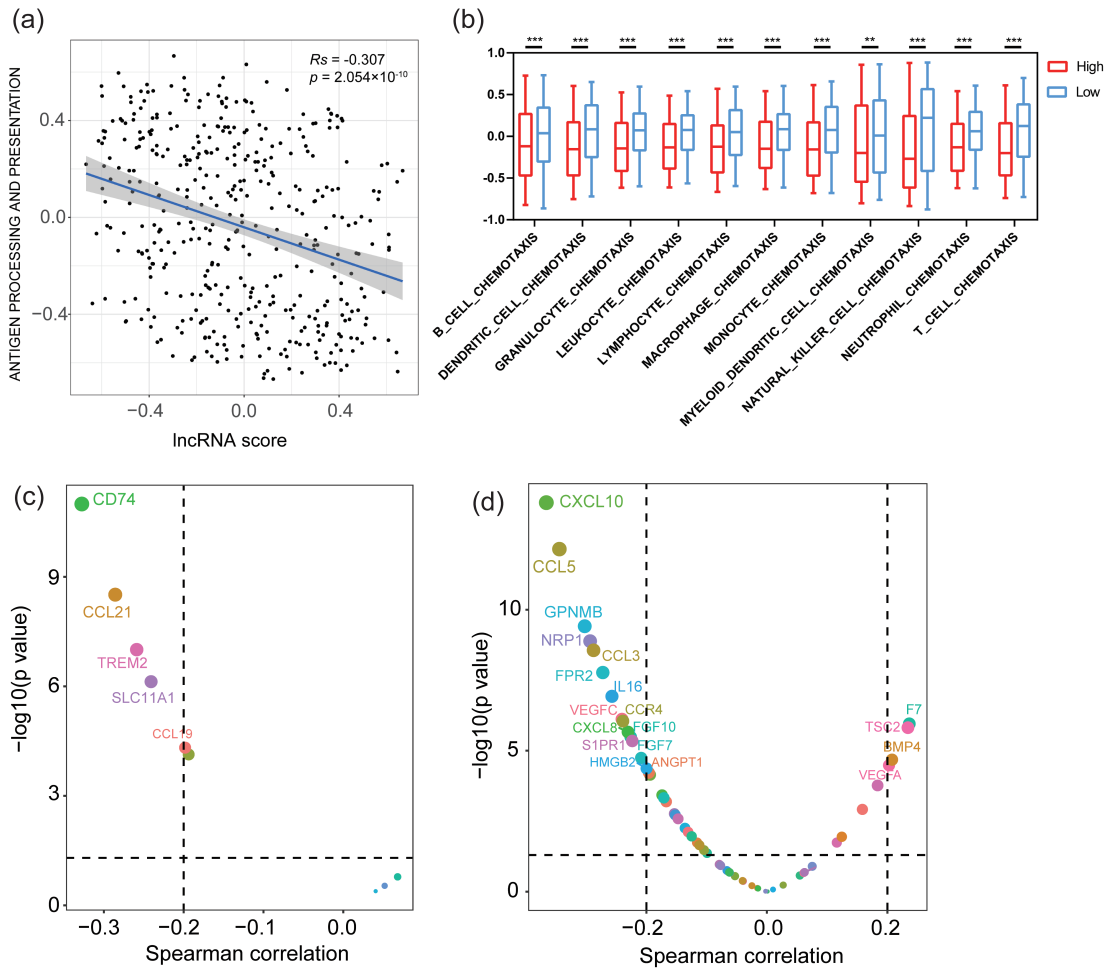 (a)
Rs = -0.307
p = 2.054×10-10
ANTIGEN PROCESSING AND PRESENTATION
0.4
0.0
−0.4
−0.4
0.0
0.4
lncRNA score
(b)
***
***
***
***
***
***
***
**
***
***
***
1.0
0.5
0.0
-0.5
-1.0
High
Low
B_CELL_CHEMOTAXIS
DENDRITIC_CELL_CHEMOTAXIS
GRANULOCYTE_CHEMOTAXIS
LEUKOCYTE_CHEMOTAXIS
LYMPHOCYTE_CHEMOTAXIS
MACROPHAGE_CHEMOTAXIS
MONOCYTE_CHEMOTAXIS
MYELOID_DENDRITIC_CELL_CHEMOTAXIS
NATURAL_KILLER_CELL_CHEMOTAXIS
NEUTROPHIL_CHEMOTAXIS
T_CELL_CHEMOTAXIS
(c)
CD74
CCL21
TREM2
SLC11A1
CCL19
−log10(p value)
9
6
3
0
−0.3
−0.2
−0.1
0.0
Spearman correlation
(d)
CXCL10
CCL5
GPNMB
NRP1
CCL3
FPR2
IL16
VEGFC
CCR4
CXCL8
FGF10
S1PR1
FGF7
HMGB2
ANGPT1
F7
TSC2
BMP4
VEGFA
−log10(p value)
10
5
0
−0.2
0.0
0.2
Spearman correlation